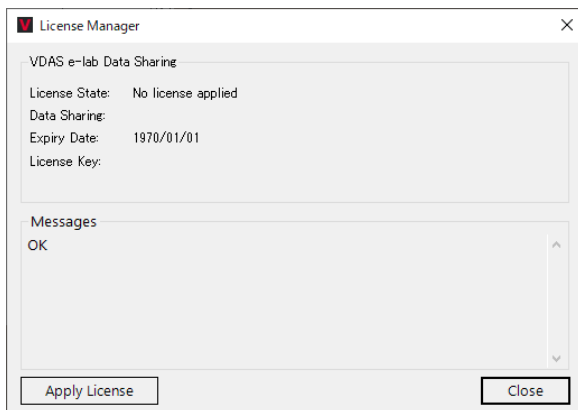 License Manager
VDAS e-lab Data Sharing
License State: No license applied
Data Sharing:
Expiry Date: 1970/01/01
License Key:
Messages
OK
Apply License
Close